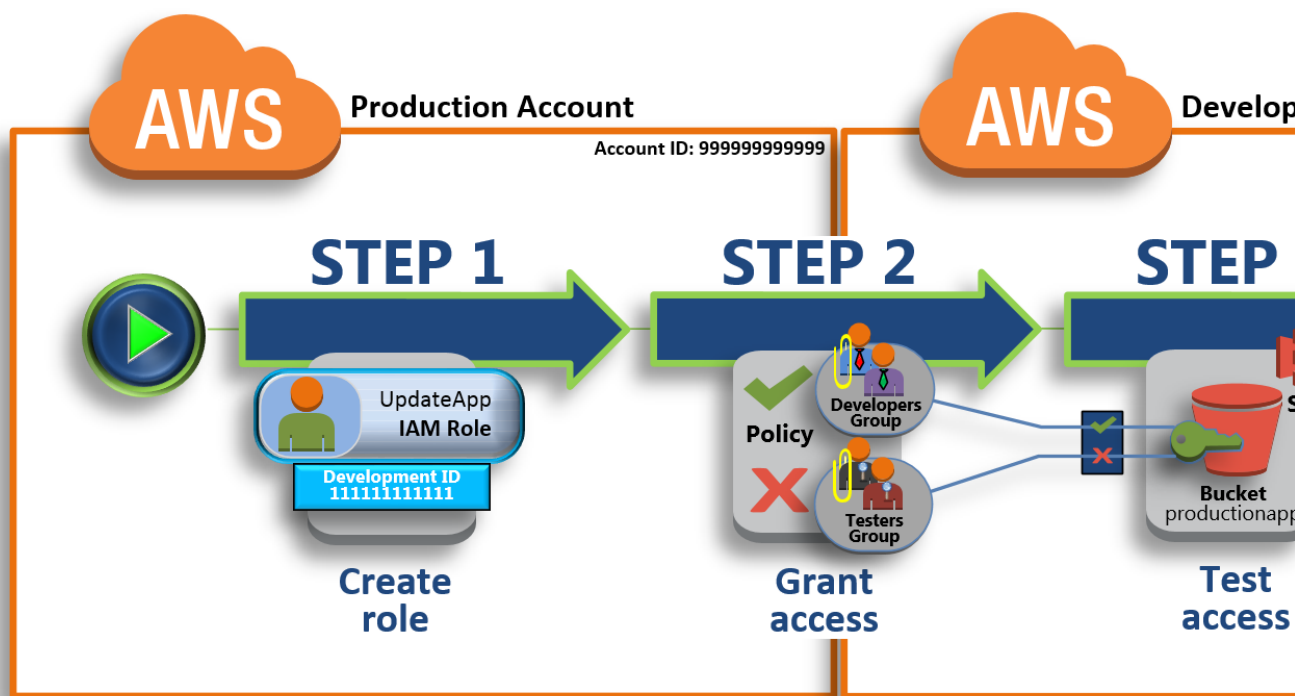 AWS
Production Account
Account ID: 999999999999
AWS
Develop
STEP 1
STEP 2
STEP
UpdateApp
IAM Role
Development ID
111111111111
Policy
Developers
Group
Testers
Group
S
Bucket
productionapp
Create
role
Grant
access
Test
access